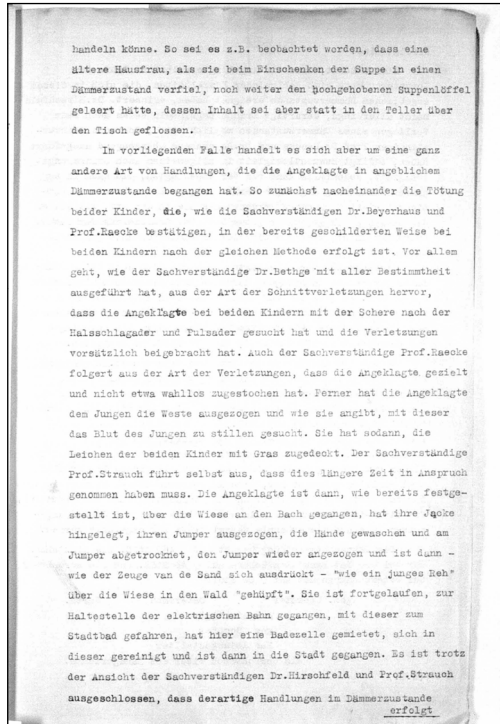 handeln könne. So sei es z.B. beobachtet worden, dass eine
ältere Hausfrau, als sie beim Einschenken der Suppe in einen
Dämmerzustand verfiel, noch weiter den hochgehobenen Suppenlöffel
geleert hätte, dessen Inhalt sei aber statt in den Teller über
den Tisch geflossen.
Im vorliegenden Falle handelt es sich aber um eine ganz
andere Art von Handlungen, die die Angeklagte in angeblichem
Dämmerzustande begangen hat. So zunächst nacheinander die Tötung
beider Kinder, die, wie die Sachverständigen Dr.Beyerhaus und
Prof.Raecke bestätigen, in der bereits geschilderten Weise bei
beiden Kindern nach der gleichen Methode erfolgt ist. Vor allem
geht, wie der Sachverständige Dr.Bethge mit aller Bestimmtheit
ausgeführt hat, aus der Art der Schnittverletzungen hervor,
dass die Angeklagte bei beiden Kindern mit der Schere nach der
Halsschlagader und Pulsader gesucht hat und die Verletzungen
vorsätzlich beigebracht hat. Auch der Sachverständige Prof.Raecke
folgert aus der Art der Verletzungen, dass die Angeklagte gezielt
und nicht etwa wahllos zugestochen hat. Ferner hat die Angeklagte
dem Jungen die Weste ausgezogen und wie sie angibt, mit dieser
das Blut des Jungen zu stillen gesucht. Sie hat sodann, die
Leichen der beiden Kinder mit Gras zugedeckt. Der Sachverständige
Prof.Strauch führt selbst aus, dass dies längere Zeit in Anspruch
genommen haben muss. Die Angeklagte ist dann, wie bereits festge-
stellt ist, über die Wiese an den Bach gegangen, hat ihre Jacke
hingelegt, ihren Jumper ausgezogen, die Hände gewaschen und am
Jumper abgetrocknet, den Jumper wieder angezogen und ist dann -
wie der Zeuge van de Sand sich ausdrückt - "wie ein junges Reh"
über die Wiese in den Wald "gehüpft". Sie ist fortgelaufen, zur
Haltestelle der elektrischen Bahn gegangen, mit dieser zum
Stadtbad gefahren, hat hier eine Badezelle gemietet, sich in
dieser gereinigt und ist dann in die Stadt gegangen. Es ist trotz
der Ansicht der Sachverständigen Dr.Hirschfeld und Prof.Strauch
ausgeschlossen, dass derartige Handlungen im Dämmerzustande
erfolgt